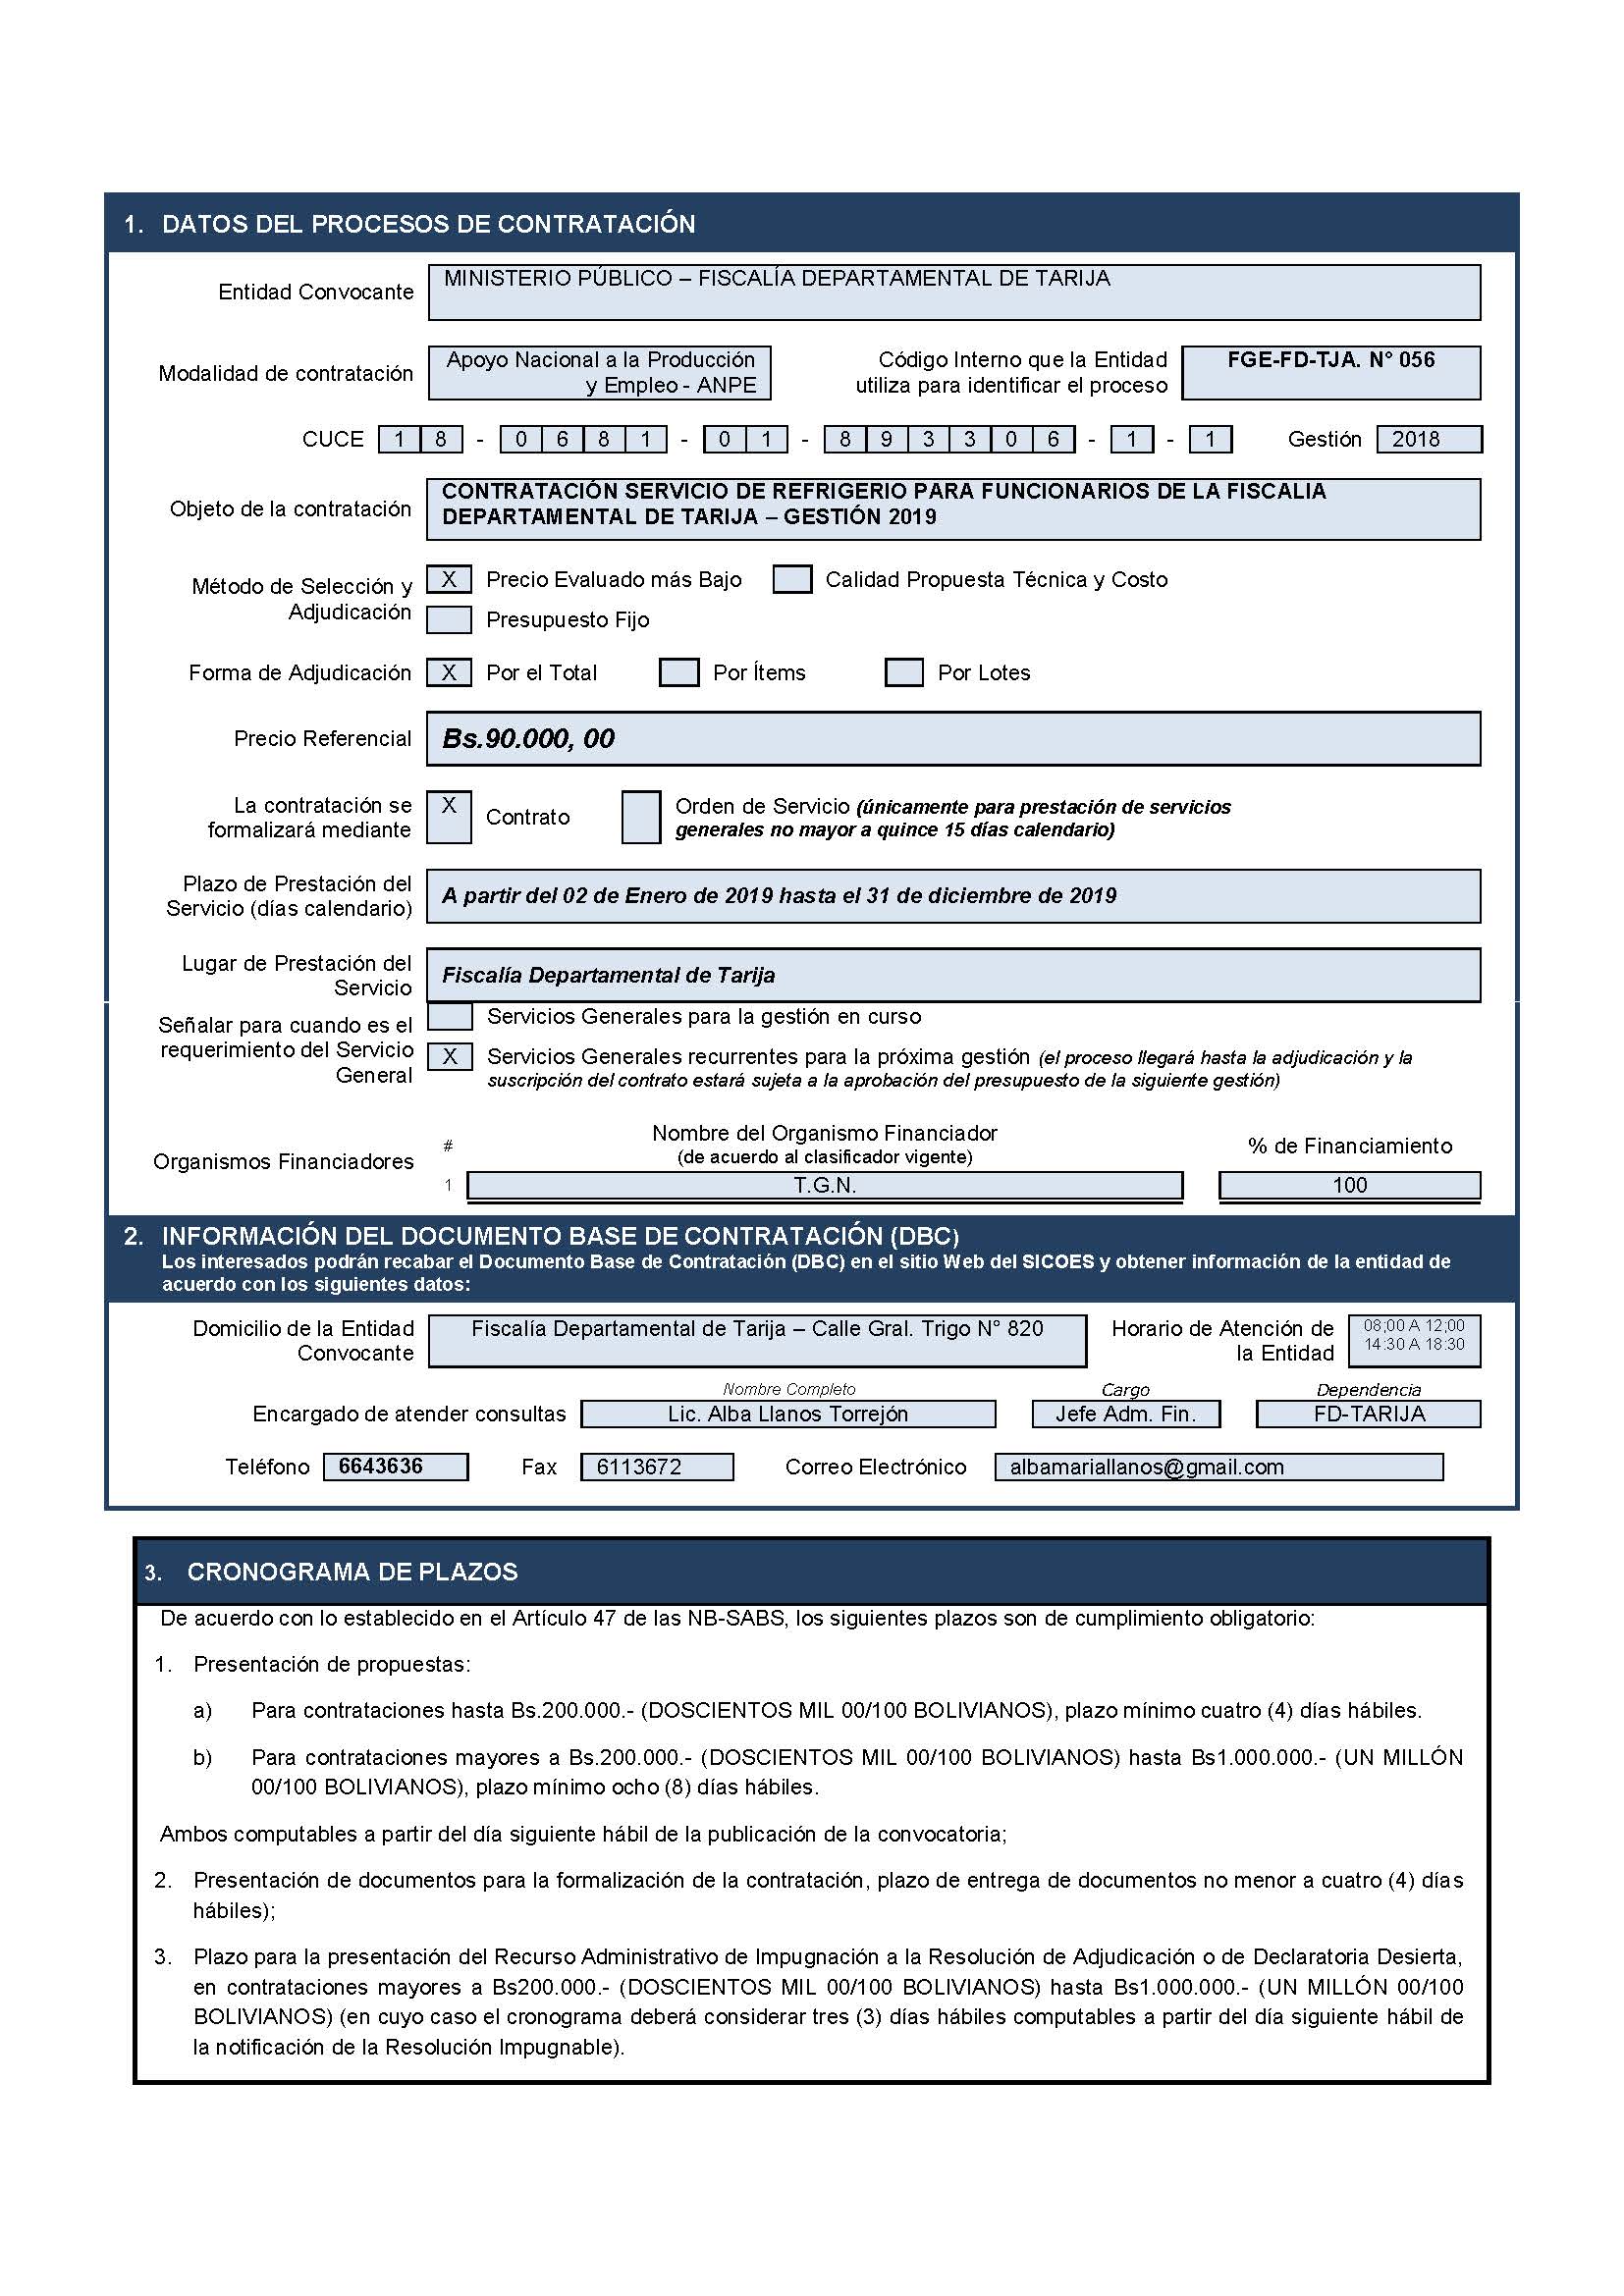 1. DATOS DEL PROCESOS DE CONTRATACIÓN
Entidad Convocante
MINISTERIO PÚBLICO – FISCALÍA DEPARTAMENTAL DE TARIJA
Modalidad de contratación
Apoyo Nacional a la Producción
y Empleo - ANPE
Código Interno que la Entidad
utiliza para identificar el proceso
FGE-FD-TJA. N° 056
CUCE 1 8 - 0 6 8 1 - 0 1 - 8 9 3 3 0 6 - 1 - 1 Gestión 2018
Objeto de la contratación
CONTRATACIÓN SERVICIO DE REFRIGERIO PARA FUNCIONARIOS DE LA FISCALIA
DEPARTAMENTAL DE TARIJA – GESTIÓN 2019
Método de Selección y
Adjudicación
X Precio Evaluado más Bajo Calidad Propuesta Técnica y Costo
Presupuesto Fijo
Forma de Adjudicación X Por el Total Por Ítems Por Lotes
Precio Referencial Bs.90.000, 00
La contratación se
formalizará mediante
X Contrato
Orden de Servicio (únicamente para prestación de servicios
generales no mayor a quince 15 días calendario)
Plazo de Prestación del
Servicio (días calendario)
A partir del 02 de Enero de 2019 hasta el 31 de diciembre de 2019
Lugar de Prestación del
Servicio
Fiscalía Departamental de Tarija
Señalar para cuando es el
requerimiento del Servicio
General
Servicios Generales para la gestión en curso
X Servicios Generales recurrentes para la próxima gestión (el proceso llegará hasta la adjudicación y la
suscripción del contrato estará sujeta a la aprobación del presupuesto de la siguiente gestión)
Organismos Financiadores
# Nombre del Organismo Financiador
(de acuerdo al clasificador vigente)
% de Financiamiento
1 T.G.N. 100
2. INFORMACIÓN DEL DOCUMENTO BASE DE CONTRATACIÓN (DBC)
Los interesados podrán recabar el Documento Base de Contratación (DBC) en el sitio Web del SICOES y obtener información de la entidad de
acuerdo con los siguientes datos:
Domicilio de la Entidad
Convocante
Fiscalía Departamental de Tarija – Calle Gral. Trigo N° 820
Horario de Atención de
la Entidad
08;00 A 12;00
14:30 A 18:30
Nombre Completo Cargo Dependencia
Encargado de atender consultas Lic. Alba Llanos Torrejón Jefe Adm. Fin. FD-TARIJA
Teléfono 6643636 Fax 6113672 Correo Electrónico albamariallanos@gmail.com
3. CRONOGRAMA DE PLAZOS
De acuerdo con lo establecido en el Artículo 47 de las NB-SABS, los siguientes plazos son de cumplimiento obligatorio:
1. Presentación de propuestas:
a) Para contrataciones hasta Bs.200.000.- (DOSCIENTOS MIL 00/100 BOLIVIANOS), plazo mínimo cuatro (4) días hábiles.
b) Para contrataciones mayores a Bs.200.000.- (DOSCIENTOS MIL 00/100 BOLIVIANOS) hasta Bs1.000.000.- (UN MILLÓN
00/100 BOLIVIANOS), plazo mínimo ocho (8) días hábiles.
Ambos computables a partir del día siguiente hábil de la publicación de la convocatoria;
2. Presentación de documentos para la formalización de la contratación, plazo de entrega de documentos no menor a cuatro (4) días
hábiles);
3. Plazo para la presentación del Recurso Administrativo de Impugnación a la Resolución de Adjudicación o de Declaratoria Desierta,
en contrataciones mayores a Bs200.000.- (DOSCIENTOS MIL 00/100 BOLIVIANOS) hasta Bs1.000.000.- (UN MILLÓN 00/100
BOLIVIANOS) (en cuyo caso el cronograma deberá considerar tres (3) días hábiles computables a partir del día siguiente hábil de
la notificación de la Resolución Impugnable).